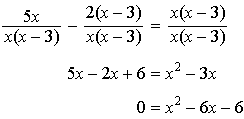 5x/x(x − 3) − 2(x − 3)/x(x − 3) = x(x − 3)/x(x − 3)
5x − 2x + 6 = x² − 3x
0 = x² − 6x − 6